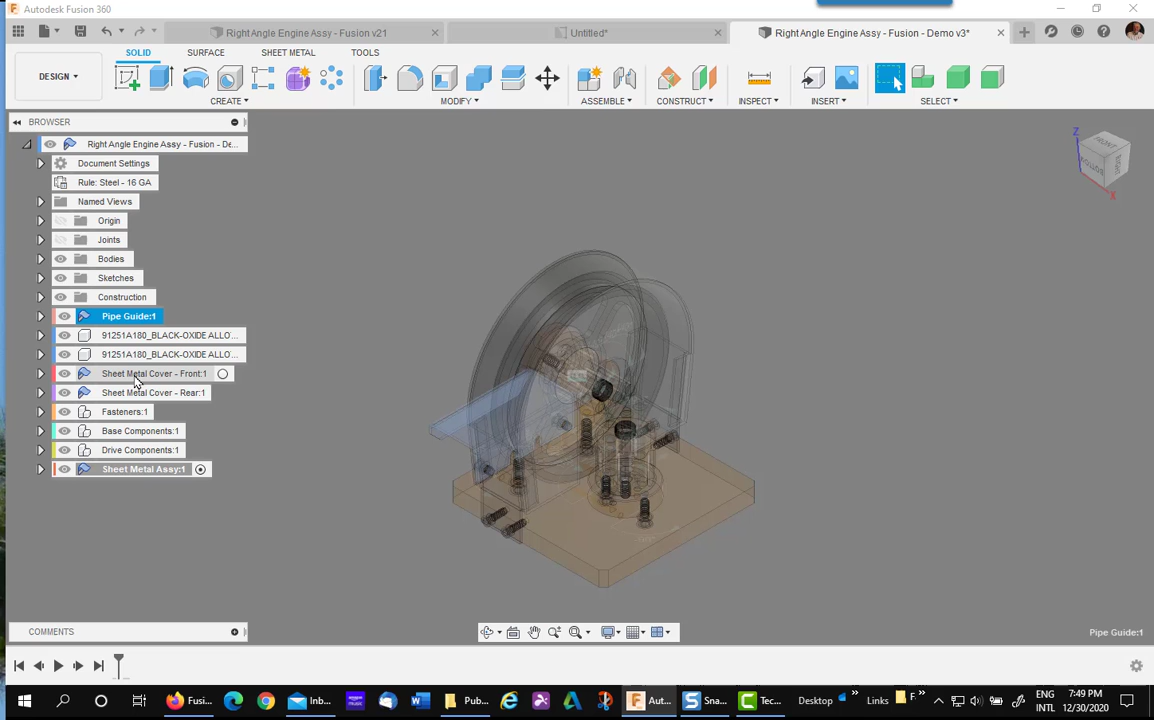 Autodesk Fusion 360
Right Angle Engine Assy - Fusion v21
Untitled*
Right Angle Engine Assy - Fusion - Demo v3*
SOLID
SURFACE
SHEET METAL
TOOLS
DESIGN
CREATE
MODIFY
ASSEMBLE
CONSTRUCT
INSPECT
INSERT
SELECT
BROWSER
Right Angle Engine Assy - Fusion - De...
Document Settings
Rule: Steel - 16 GA
Named Views
Origin
Joints
Bodies
Sketches
Construction
Pipe Guide:1
91251A180_BLACK-OXIDE ALLO'...
91251A180_BLACK-OXIDE ALLO'...
Sheet Metal Cover - Front:1
Sheet Metal Cover - Rear:1
Fasteners:1
Base Components:1
Drive Components:1
Sheet Metal Assy:1
Z
X
FRONT
BOTTOM
COMMENTS
Pipe Guide:1
Fusi...
Inb...
Pub...
Aut...
Sna...
Tec...
Desktop
Links
F...
ENG
INTL
7:49 PM
12/30/2020